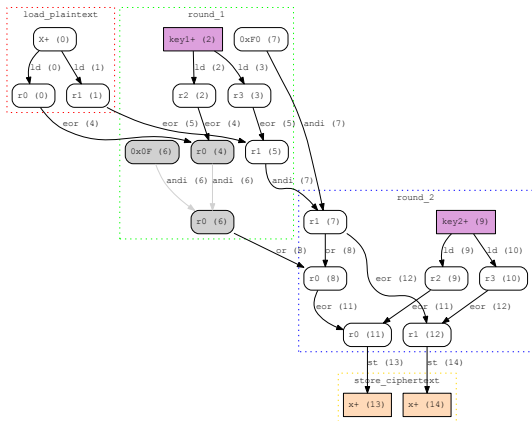 load_plaintext
round_1
X+ (0)
key1+ (2)
0xF0 (7)
ld (0)
ld (1)
ld (2)
ld (3)
r0 (0)
r1 (1)
r2 (2)
r3 (3)
eor (4)
eor (5)
eor (4)
eor (5)
andi (7)
0x0F (6)
r0 (4)
r1 (5)
andi (6)
andi (6)
andi (7)
round_2
r0 (6)
r1 (7)
key2+ (9)
or (8)
or (8)
ld (9)
ld (10)
r0 (8)
eor (12)
r2 (9)
r3 (10)
eor (11)
eor (11)
eor (12)
r0 (11)
r1 (12)
st (13)
st (14)
store_ciphertext
x+ (13)
x+ (14)